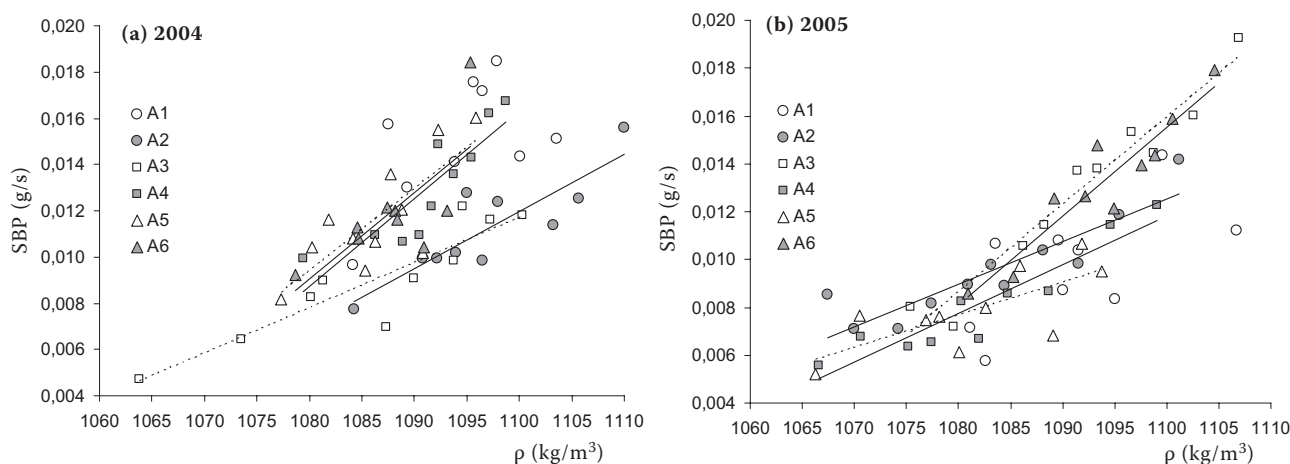 (a) 2004
SBP (g/s)
0,020
0,018
0,016
0,014
0,012
0,010
0,008
0,006
0,004
A1
A2
A3
A4
A5
A6
1060 1065 1070 1075 1080 1085 1090 1095 1100 1105 1110
ρ (kg/m³)
(b) 2005
SBP (g/s)
0,020
0,018
0,016
0,014
0,012
0,010
0,008
0,006
0,004
A1
A2
A3
A4
A5
A6
1060 1065 1070 1075 1080 1085 1090 1095 1100 1105 1110
ρ (kg/m³)